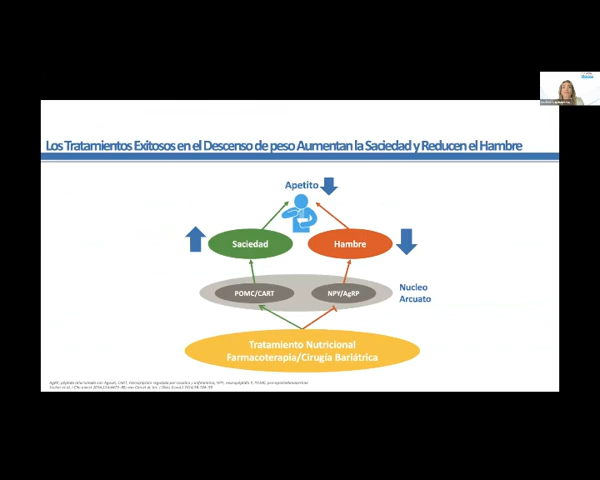 Los Tratamientos Exitosos en el Descenso de peso Aumentan la Saciedad y Reducen el Hambre
Apetito
Saciedad
Hambre
POMC/CART
NPY/AgRP
Nucleo
Arcuato
Tratamiento Nutricional
Farmacoterapia/Cirugía Bariátrica